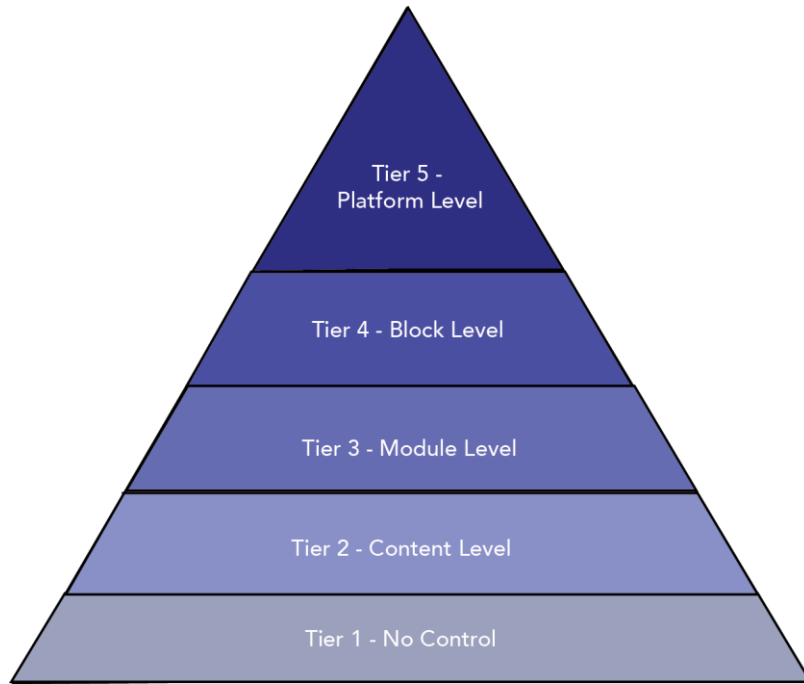 Tier 5 -
Platform Level
Tier 4 - Block Level
Tier 3 - Module Level
Tier 2 - Content Level
Tier 1 - No Control